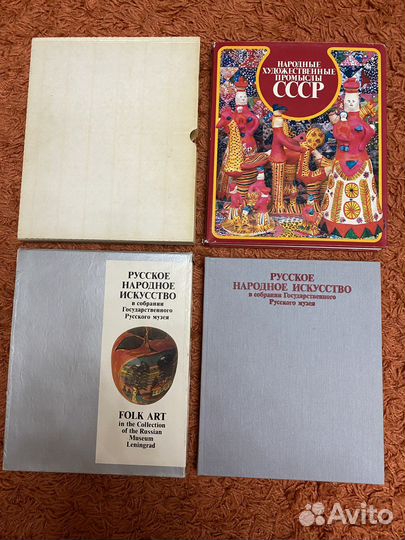 НАРОДНЫЕ
ХУДОЖЕСТВЕННЫЕ
ПРОМЫСЛЫ
СССР
РУССКОЕ
НАРОДНОЕ
ИСКУССТВО
в собрании
Государственного
Русского музея
FOLK ART
in the Collection
of the Russian
Museum
Leningrad
РУССКОЕ
НАРОДНОЕ ИСКУССТВО
в собрании Государственного
Русского музея
Avito